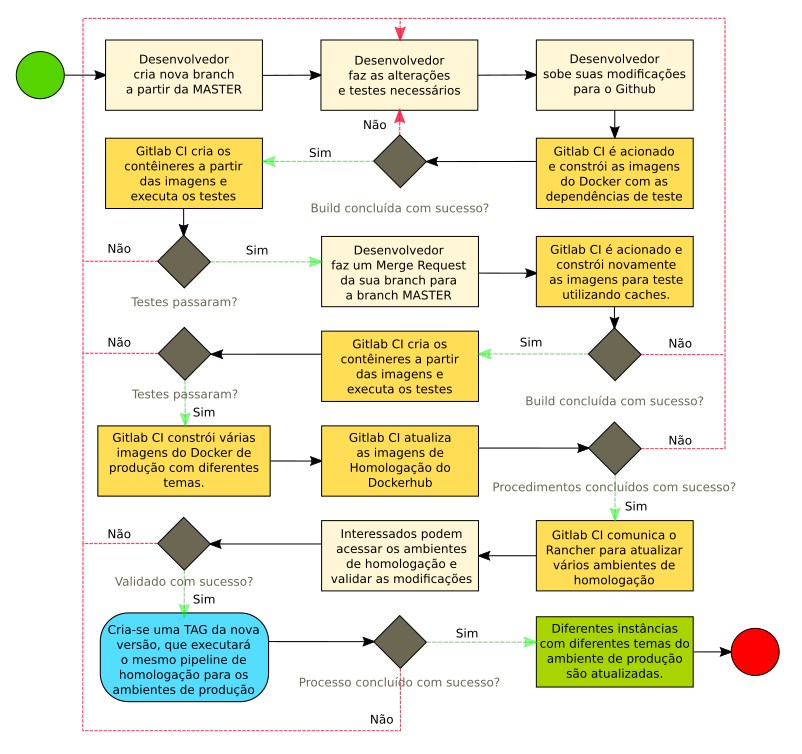 Desenvolvedor
cria nova branch
a partir da MASTER
Desenvolvedor
faz as alterações
e testes necessários
Desenvolvedor
sobe suas modificações
para o Github
Gitlab CI é acionado
e constrói as imagens
do Docker com as
dependências de teste
Não
Build concluída com sucesso?
Sim
Gitlab CI cria os
contêineres a partir
das imagens e
executa os testes
Não
Testes passaram?
Sim
Desenvolvedor
faz um Merge Request
da sua branch para
a branch MASTER
Gitlab CI é acionado e
constrói novamente
as imagens para teste
utilizando caches.
Não
Build concluída com sucesso?
Sim
Gitlab CI cria os
contêineres a partir
das imagens e
executa os testes
Não
Testes passaram?
Sim
Gitlab CI constrói várias
imagens do Docker de
produção com diferentes
temas.
Gitlab CI atualiza
as imagens de
Homologação do
Dockerhub
Não
Procedimentos concluídos com sucesso?
Sim
Gitlab CI comunica o
Rancher para atualizar
vários ambientes de
homologação
Interessados podem
acessar os ambientes
de homologação e
validar as modificações
Não
Validado com sucesso?
Sim
Cria-se uma TAG da nova
versão, que executará
o mesmo pipeline de
homologação para os
ambientes de produção
Sim
Processo concluído com sucesso?
Não
Diferentes instâncias
com diferentes temas do
ambiente de produção
são atualizadas.